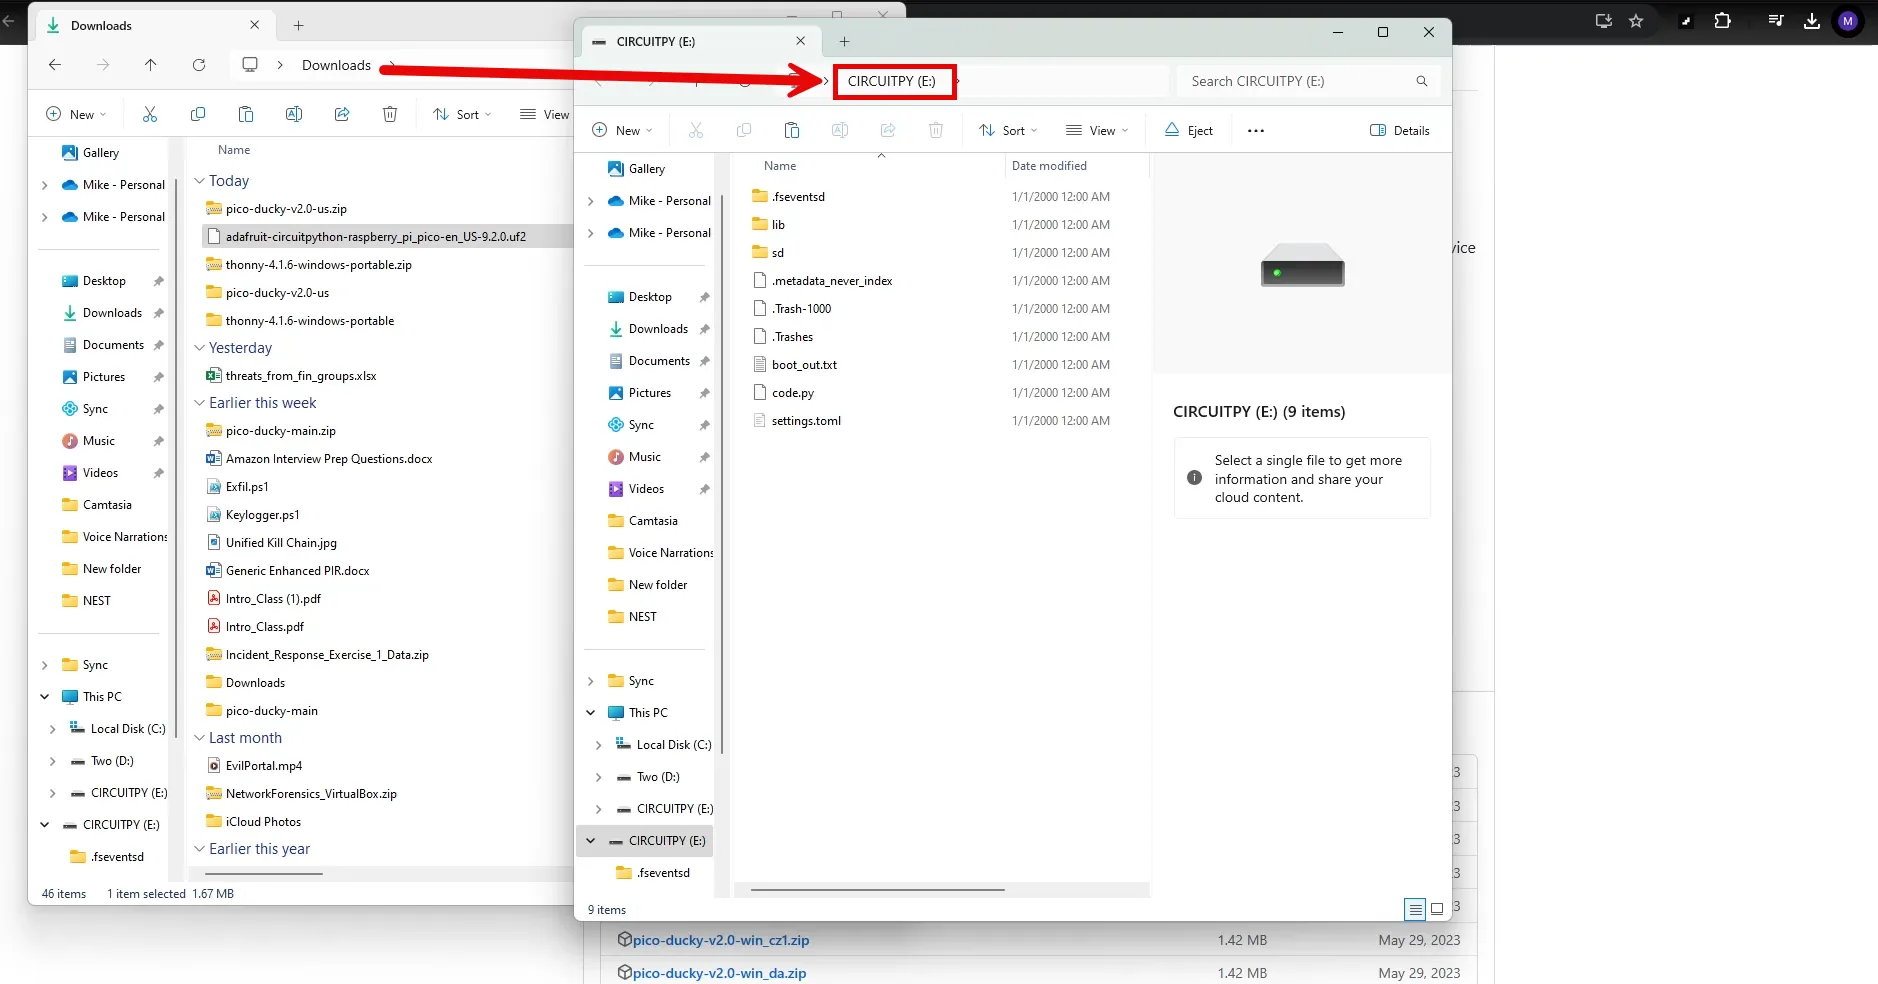 Downloads
Downloads
New
Sort
View
Gallery
Mike - Personal
Mike - Personal
Desktop
Downloads
Documents
Pictures
Sync
Music
Videos
Camtasia
Voice Narrations
New folder
NEST
Sync
This PC
Local Disk (C:)
Two (D:)
CIRCUITPY (E:)
CIRCUITPY (E:)
.fseventsd
Name
Today
pico-ducky-v2.0-us.zip
adafruit-circuitpython-raspberry_pi_pico-en_US-9.2.0.uf2
thonny-4.1.6-windows-portable.zip
pico-ducky-v2.0-us
thonny-4.1.6-windows-portable
Yesterday
threats_from_fin_groups.xlsx
Earlier this week
pico-ducky-main.zip
Amazon Interview Prep Questions.docx
Exfil.ps1
Keylogger.ps1
Unified Kill Chain.jpg
Generic Enhanced PIR.docx
Intro_Class (1).pdf
Intro_Class.pdf
Incident_Response_Exercise_1_Data.zip
Downloads
pico-ducky-main
Last month
EvilPortal.mp4
NetworkForensics_VirtualBox.zip
iCloud Photos
Earlier this year
46 items 1 item selected 1.67 MB
CIRCUITPY (E:)
CIRCUITPY (E:)
Search CIRCUITPY (E:)
New
Sort
View
Eject
Details
Gallery
Mike - Personal
Mike - Personal
Desktop
Downloads
Documents
Pictures
Sync
Music
Videos
Camtasia
Voice Narrations
New folder
NEST
Sync
This PC
Local Disk (C:)
Two (D:)
CIRCUITPY (E:)
CIRCUITPY (E:)
.fseventsd
Name Date modified
.fseventsd 1/1/2000 12:00 AM
lib 1/1/2000 12:00 AM
sd 1/1/2000 12:00 AM
.metadata_never_index 1/1/2000 12:00 AM
.Trash-1000 1/1/2000 12:00 AM
.Trashes 1/1/2000 12:00 AM
boot_out.txt 1/1/2000 12:00 AM
code.py 1/1/2000 12:00 AM
settings.toml 1/1/2000 12:00 AM
CIRCUITPY (E:) (9 items)
Select a single file to get more
information and share your
cloud content.
9 items
M
vice
3
3
3
3
3
pico-ducky-v2.0-win_cz1.zip 1.42 MB May 29, 2023
pico-ducky-v2.0-win_da.zip 1.42 MB May 29, 2023